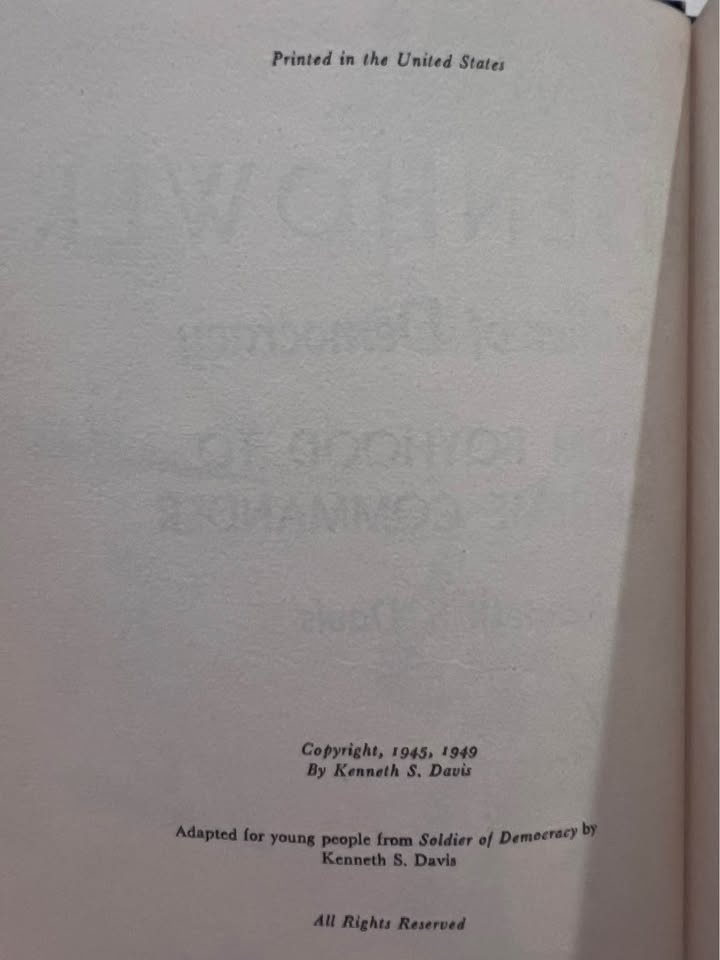 Printed in the United States
Copyright, 1945, 1949
By Kenneth S. Davis
Adapted for young people from Soldier of Democracy by
Kenneth S. Davis
All Rights Reserved